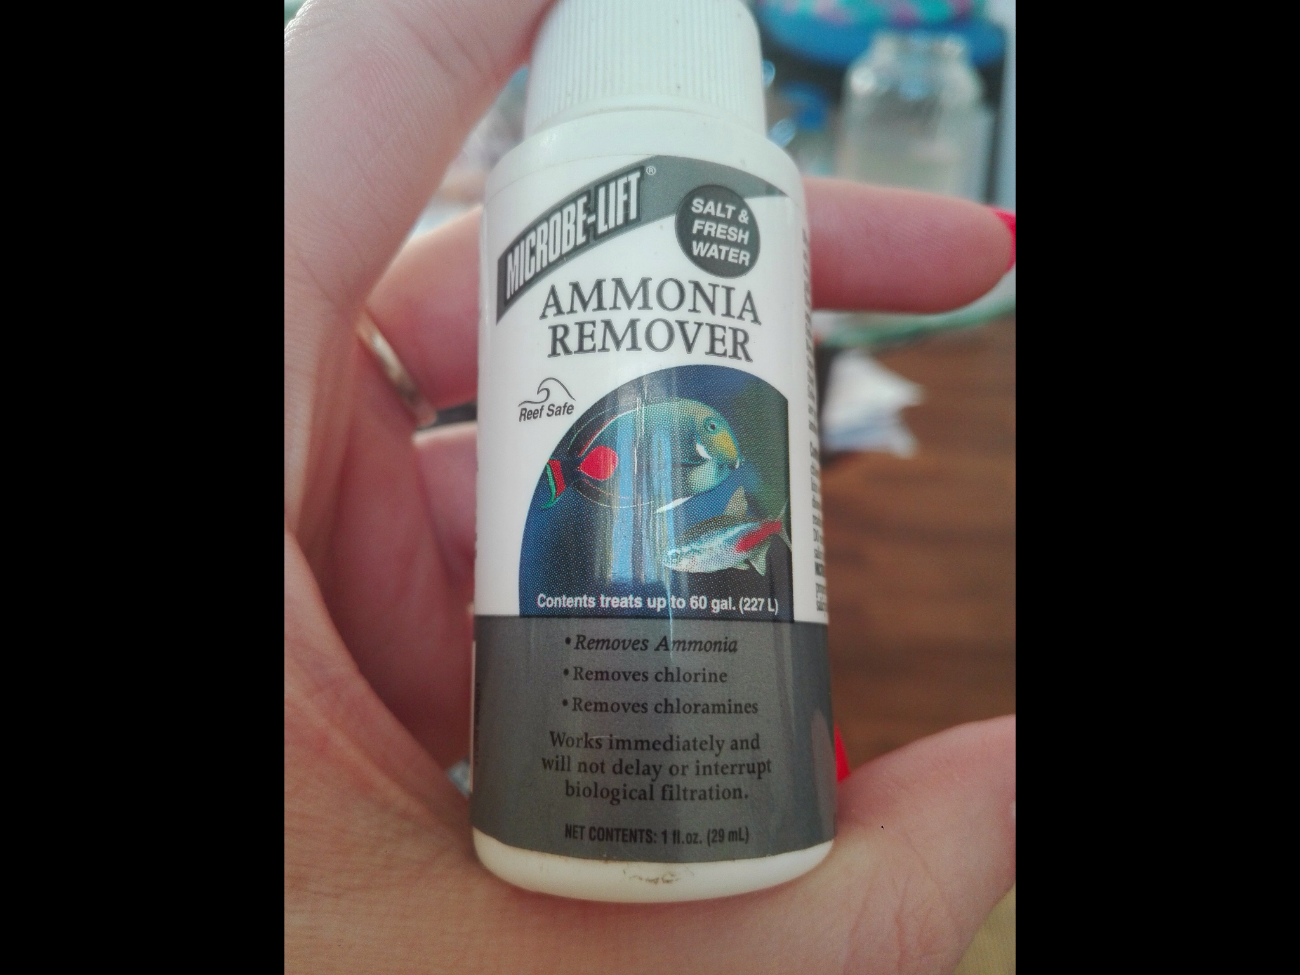 MICROBE-LIFT®
SALT &
FRESH
WATER
AMMONIA
REMOVER
Reef Safe
Contents treats up to 60 gal. (227 L)
• Removes Ammonia
• Removes chlorine
• Removes chloramines
Works immediately and
will not delay or interrupt
biological filtration.
NET CONTENTS: 1 fl.oz. (29 mL)